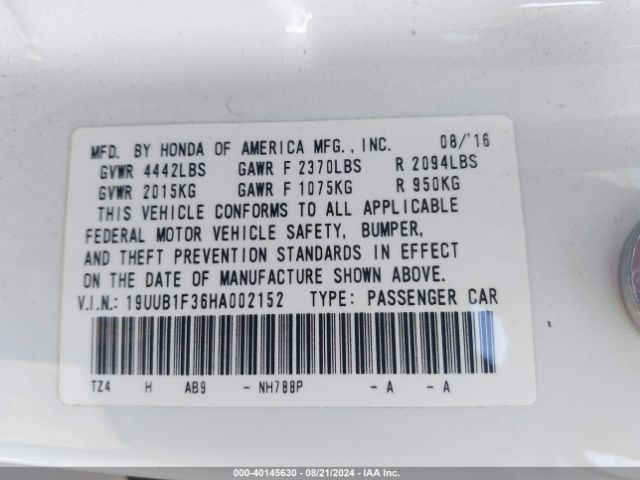 MFD. BY HONDA OF AMERICA MFG., INC. 08/'16
GVWR 4442LBS GAWR F 2370LBS R 2094LBS
GVWR 2015KG GAWR F 1075KG R 950KG
THIS VEHICLE CONFORMS TO ALL APPLICABLE
FEDERAL MOTOR VEHICLE SAFETY, BUMPER,
AND THEFT PREVENTION STANDARDS IN EFFECT
ON THE DATE OF MANUFACTURE SHOWN ABOVE.
V.I.N.: 19UUB1F36HA002152 TYPE: PASSENGER CAR
TZ4 H AB9 - NH788P - A - A
000-40145630 - 08/21/2024 - IAA Inc.